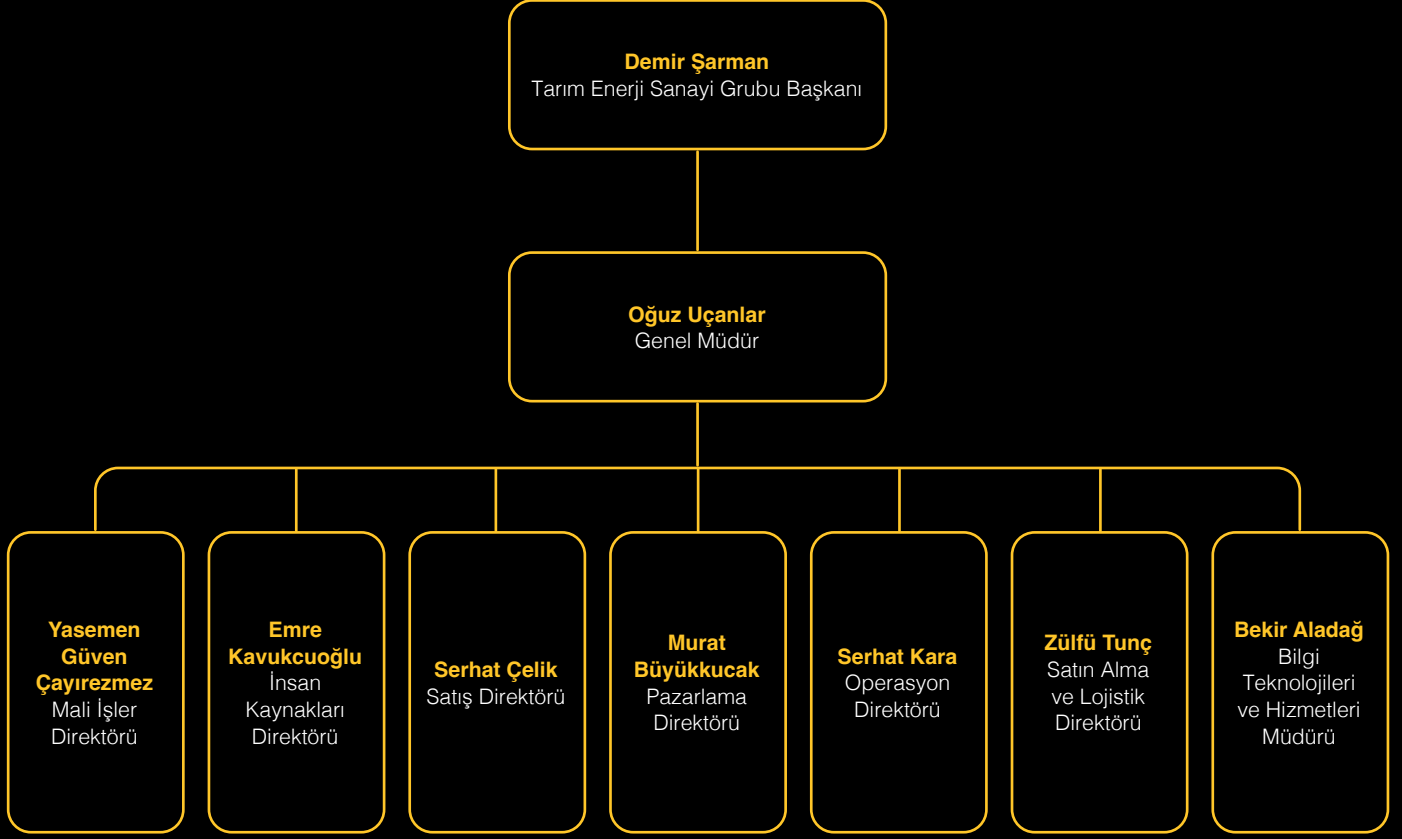 Demir Şarman
Tarım Enerji Sanayi Grubu Başkanı
Oğuz Uçanlar
Genel Müdür
Yasemen
Güven
Çayırezmez
Mali İşler
Direktörü
Emre
Kavukcuoğlu
İnsan
Kaynakları
Direktörü
Serhat Çelik
Satış Direktörü
Murat
Büyükkucak
Pazarlama
Direktörü
Serhat Kara
Operasyon
Direktörü
Zülfü Tunç
Satın Alma
ve Lojistik
Direktörü
Bekir Aladağ
Bilgi
Teknolojileri
ve Hizmetleri
Müdürü